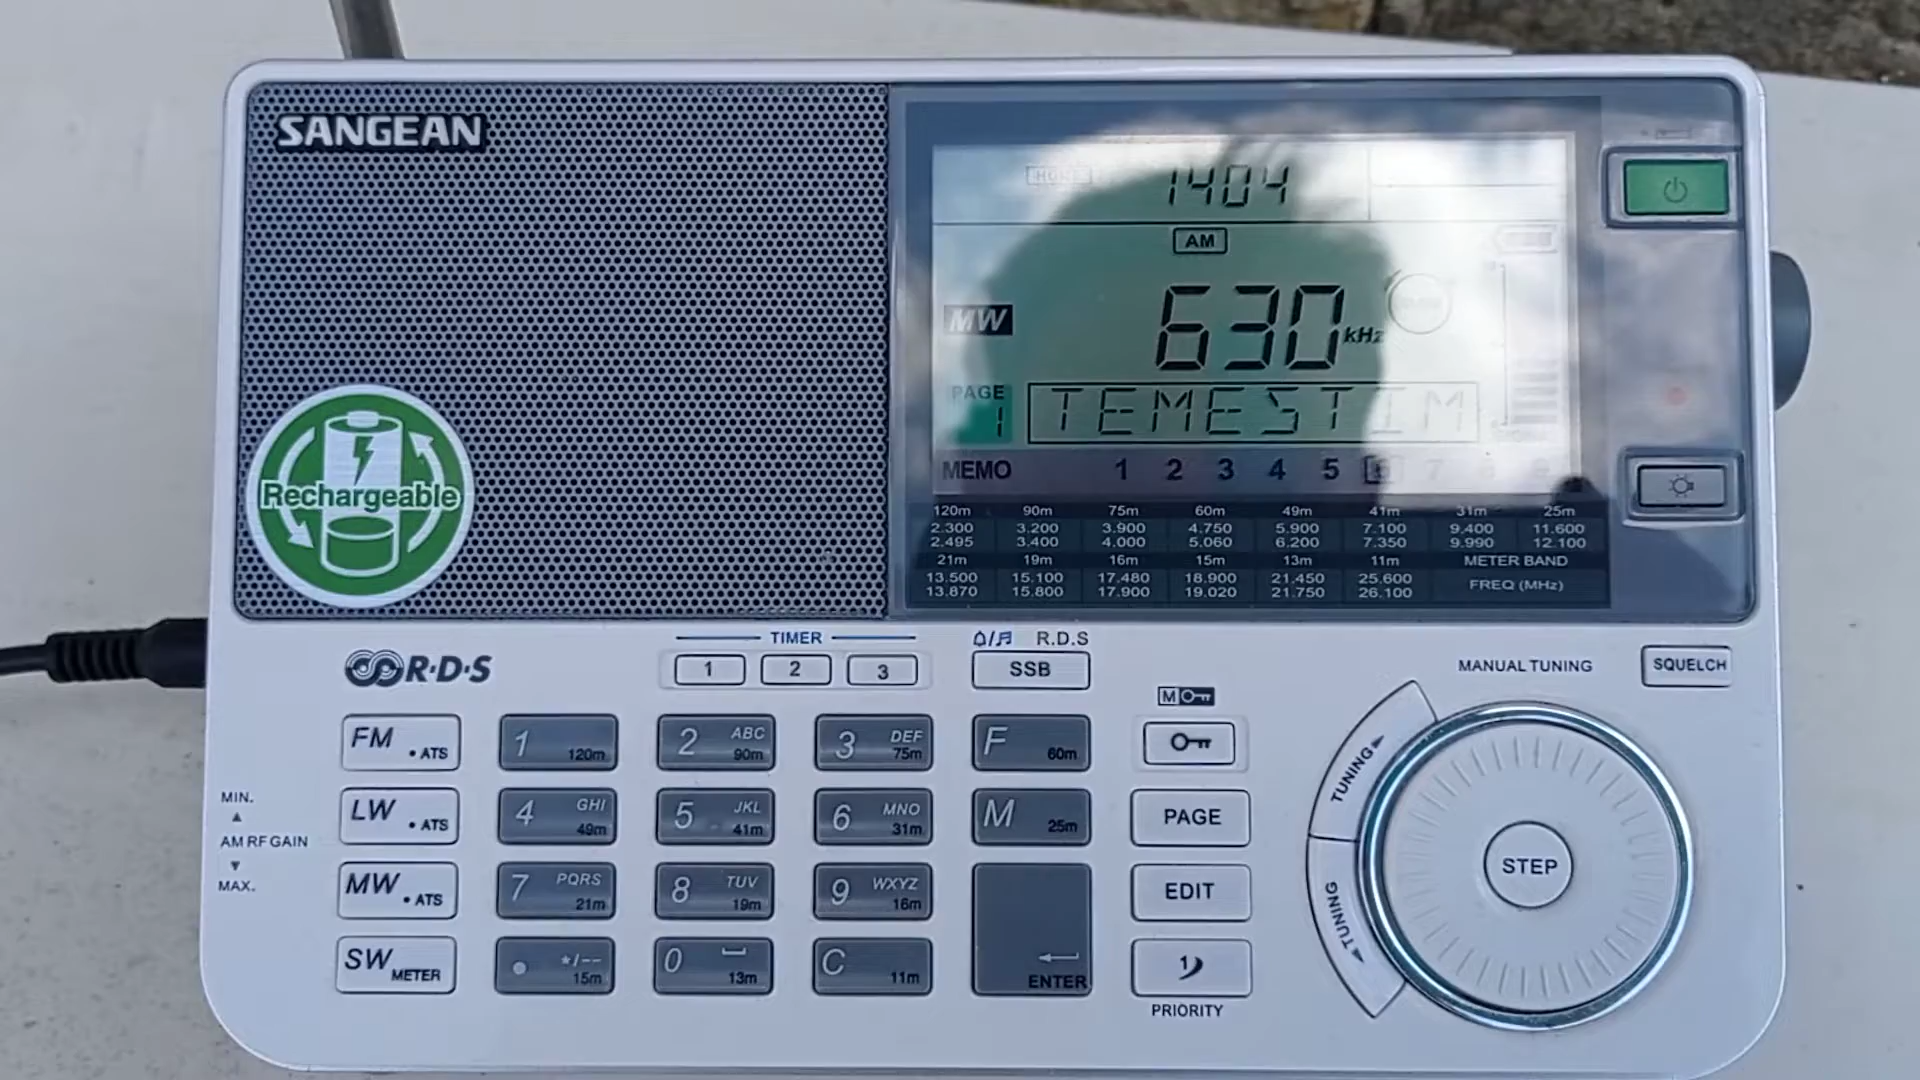 SANGEAN
HOME 1404
AM
MW 630 kHz
PAGE
1 TEMESTIM
MEMO 1 2 3 4 5 6 7 8 9
120m 90m 75m 60m 49m 41m 31m 25m
2.300 3.200 3.900 4.750 5.900 7.100 9.400 11.600
2.495 3.400 4.000 5.060 6.200 7.350 9.990 12.100
21m 19m 16m 15m 13m 11m METER BAND
13.500 15.100 17.480 18.900 21.450 25.600 FREQ (MHz)
13.870 15.800 17.900 19.020 21.750 26.100
Rechargeable
R·D·S
TIMER
1 2 3
R.D.S
SSB
MANUAL TUNING
SQUELCH
M
FM • ATS
1 120m
2 ABC 90m
3 DEF 75m
F 60m
TUNING
MIN.
AM RF GAIN
MAX.
LW • ATS
4 GHI 49m
5 JKL 41m
6 MNO 31m
M 25m
PAGE
STEP
MW • ATS
7 PQRS 21m
8 TUV 19m
9 WXYZ 16m
EDIT
TUNING
SW METER
• */-- 15m
0 13m
C 11m
ENTER
1
PRIORITY